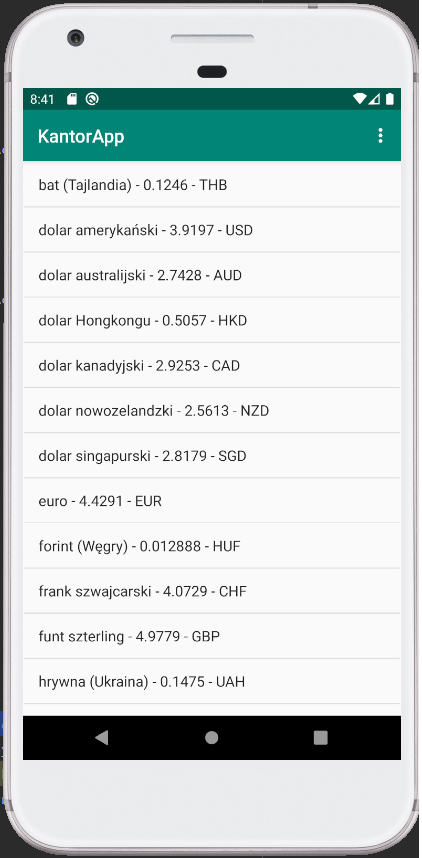 8:41
KantorApp
bat (Tajlandia) - 0.1246 - THB
dolar amerykański - 3.9197 - USD
dolar australijski - 2.7428 - AUD
dolar Hongkongu - 0.5057 - HKD
dolar kanadyjski - 2.9253 - CAD
dolar nowozelandzki - 2.5613 - NZD
dolar singapurski - 2.8179 - SGD
euro - 4.4291 - EUR
forint (Węgry) - 0.012888 - HUF
frank szwajcarski - 4.0729 - CHF
funt szterling - 4.9779 - GBP
hrywna (Ukraina) - 0.1475 - UAH